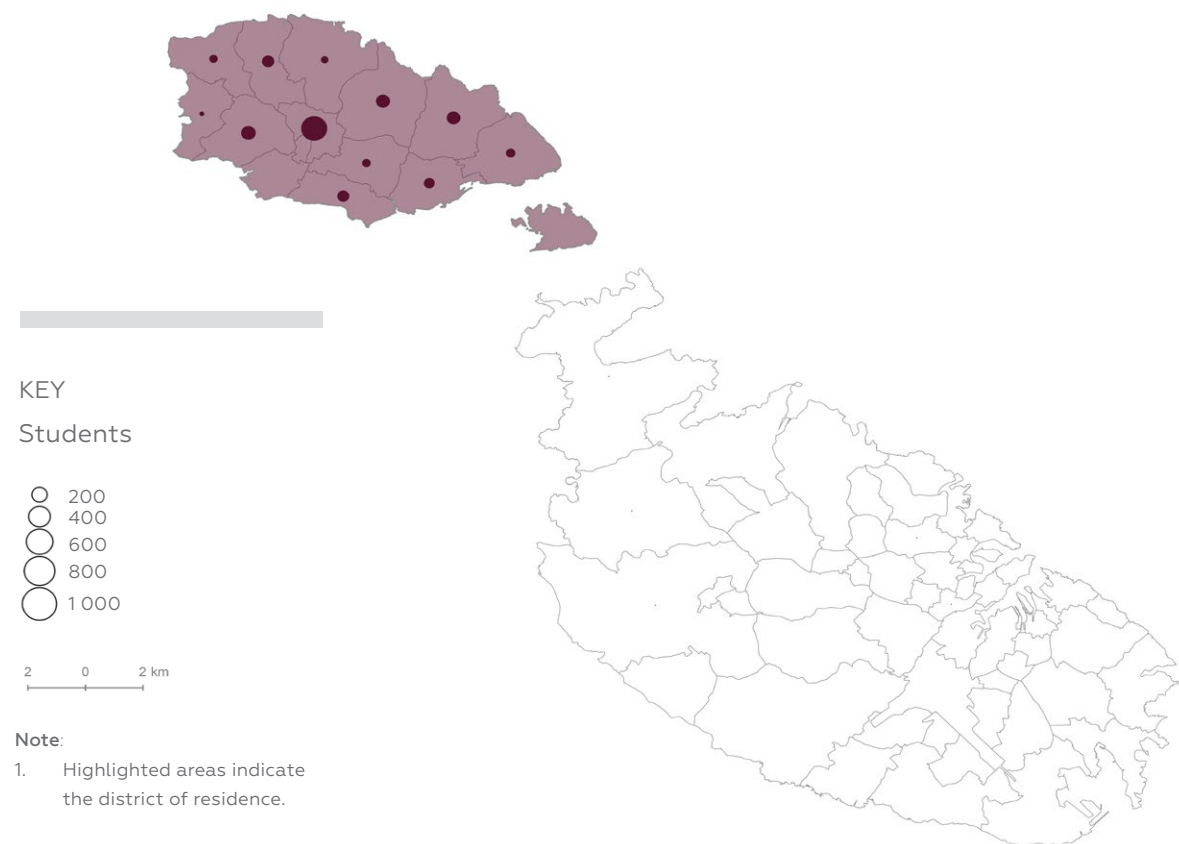 KEY
Students
200
400
600
800
1 000
2 0 2 km
Note:
1. Highlighted areas indicate
the district of residence.